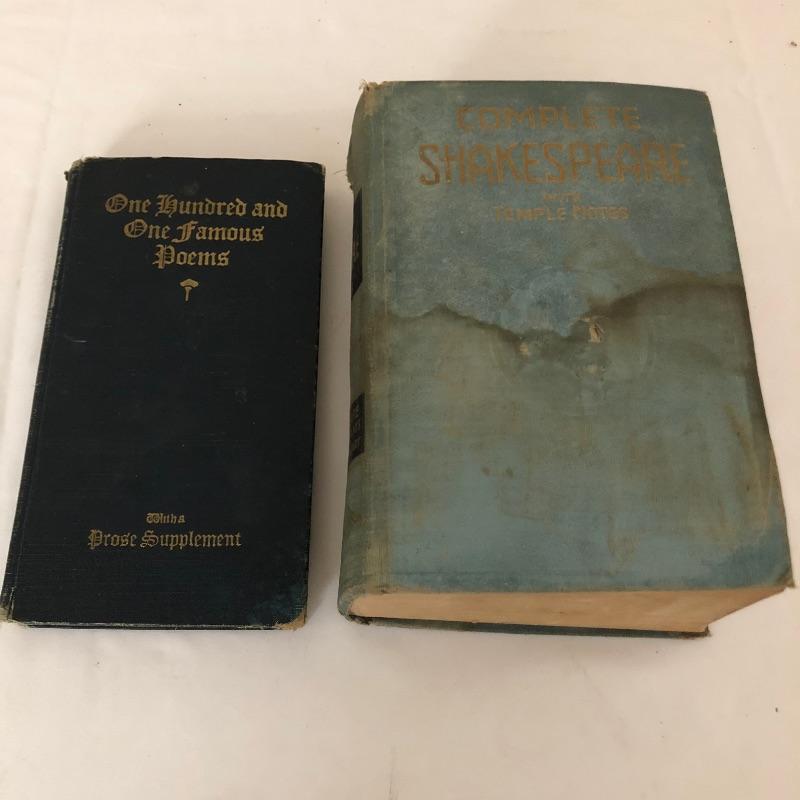 One Hundred and
One Famous
Poems
With a
Prose Supplement
COMPLETE
SHAKESPEARE
WITH
TEMPLE NOTES